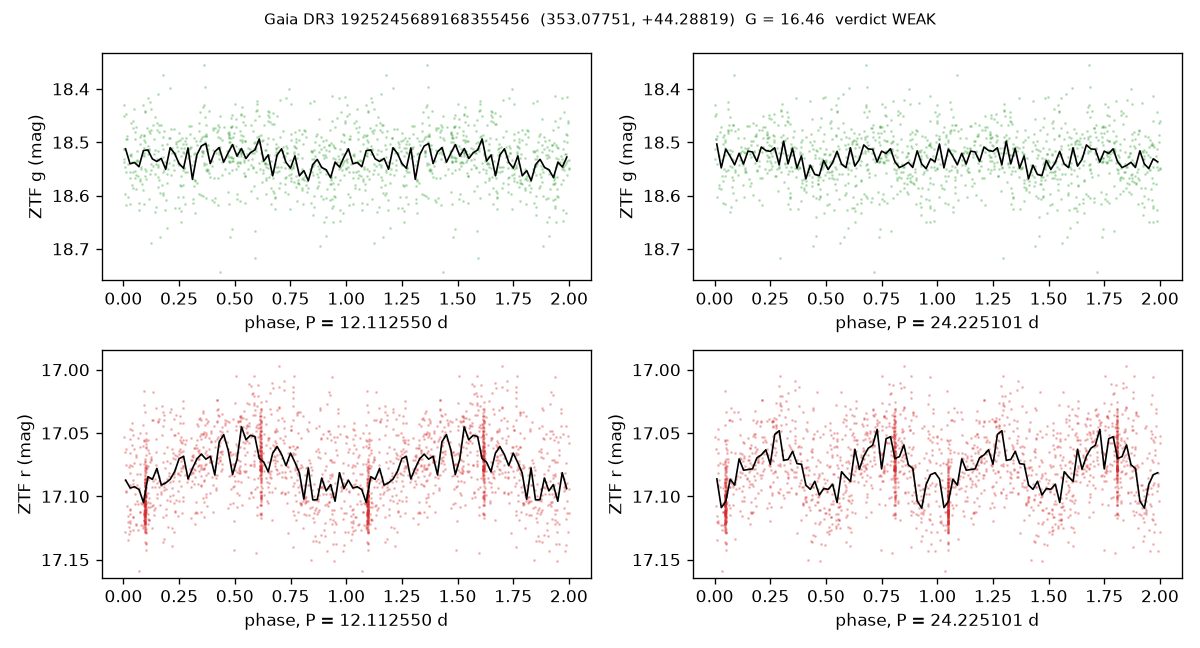 Gaia DR3 1925245689168355456 (353.07751, +44.28819) G = 16.46 verdict WEAK
ZTF g (mag)
18.4
18.5
18.6
18.7
0.00 0.25 0.50 0.75 1.00 1.25 1.50 1.75 2.00
phase, P = 12.112550 d
ZTF g (mag)
18.4
18.5
18.6
18.7
0.00 0.25 0.50 0.75 1.00 1.25 1.50 1.75 2.00
phase, P = 24.225101 d
ZTF r (mag)
17.00
17.05
17.10
17.15
0.00 0.25 0.50 0.75 1.00 1.25 1.50 1.75 2.00
phase, P = 12.112550 d
ZTF r (mag)
17.00
17.05
17.10
17.15
0.00 0.25 0.50 0.75 1.00 1.25 1.50 1.75 2.00
phase, P = 24.225101 d